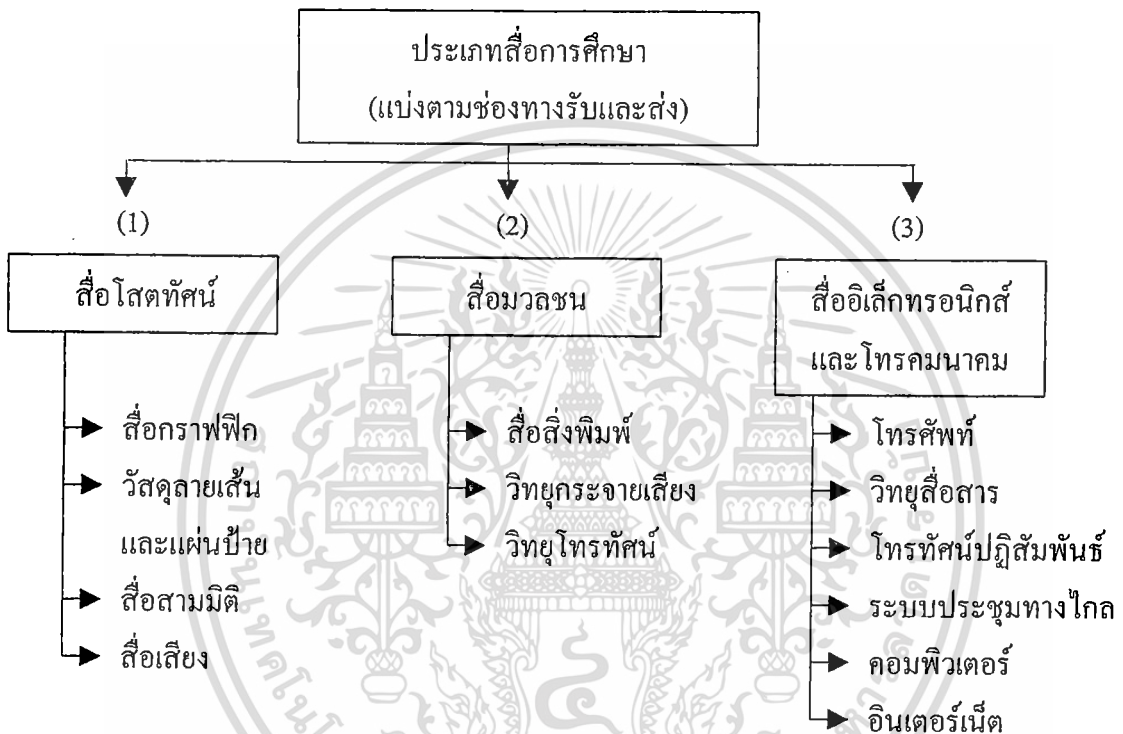 ประเภทสื่อการศึกษา
(แบ่งตามช่องทางรับและส่ง)
(1)
สื่อโสตทัศน์
สื่อกราฟฟิก
วัสดุลายเส้น
และแผ่นป้าย
สื่อสามมิติ
สื่อเสียง
(2)
สื่อมวลชน
สื่อสิ่งพิมพ์
วิทยุกระจายเสียง
วิทยุโทรทัศน์
(3)
สื่ออิเล็กทรอนิกส์
และโทรคมนาคม
โทรศัพท์
วิทยุสื่อสาร
โทรทัศน์ปฏิสัมพันธ์
ระบบประชุมทางไกล
คอมพิวเตอร์
อินเตอร์เน็ต